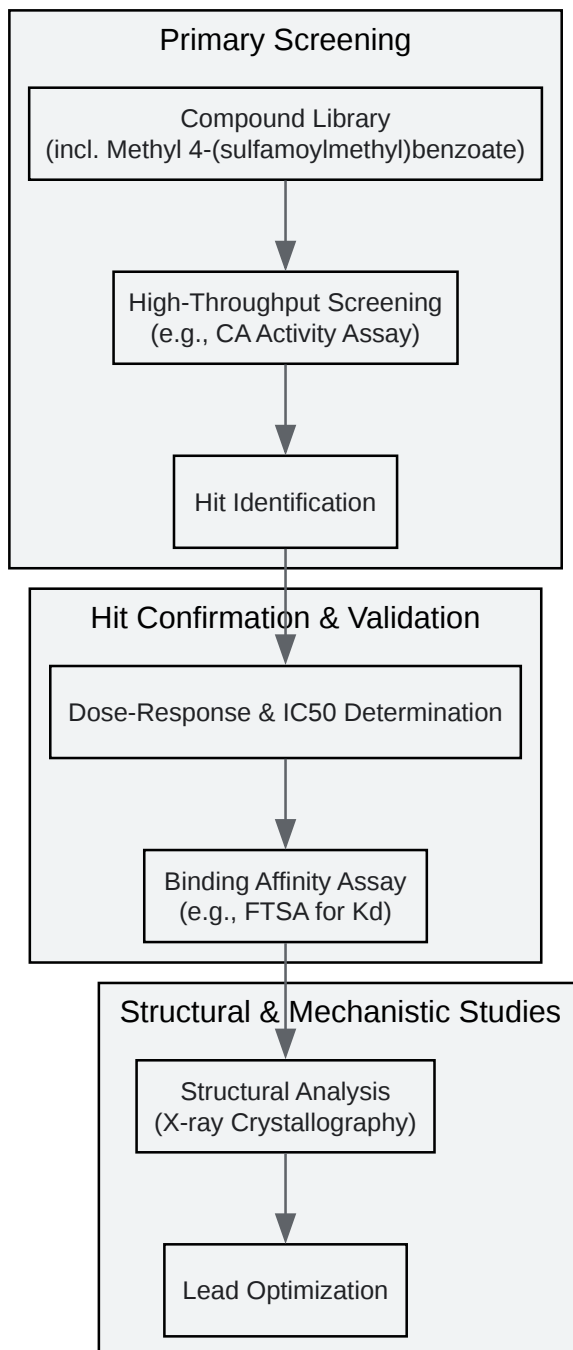 Primary Screening
Compound Library
(incl. Methyl 4-(sulfamoylmethyl)benzoate)
High-Throughput Screening
(e.g., CA Activity Assay)
Hit Identification
Hit Confirmation & Validation
Dose-Response & IC50 Determination
Binding Affinity Assay
(e.g., FTSA for Kd)
Structural & Mechanistic Studies
Structural Analysis
(X-ray Crystallography)
Lead Optimization